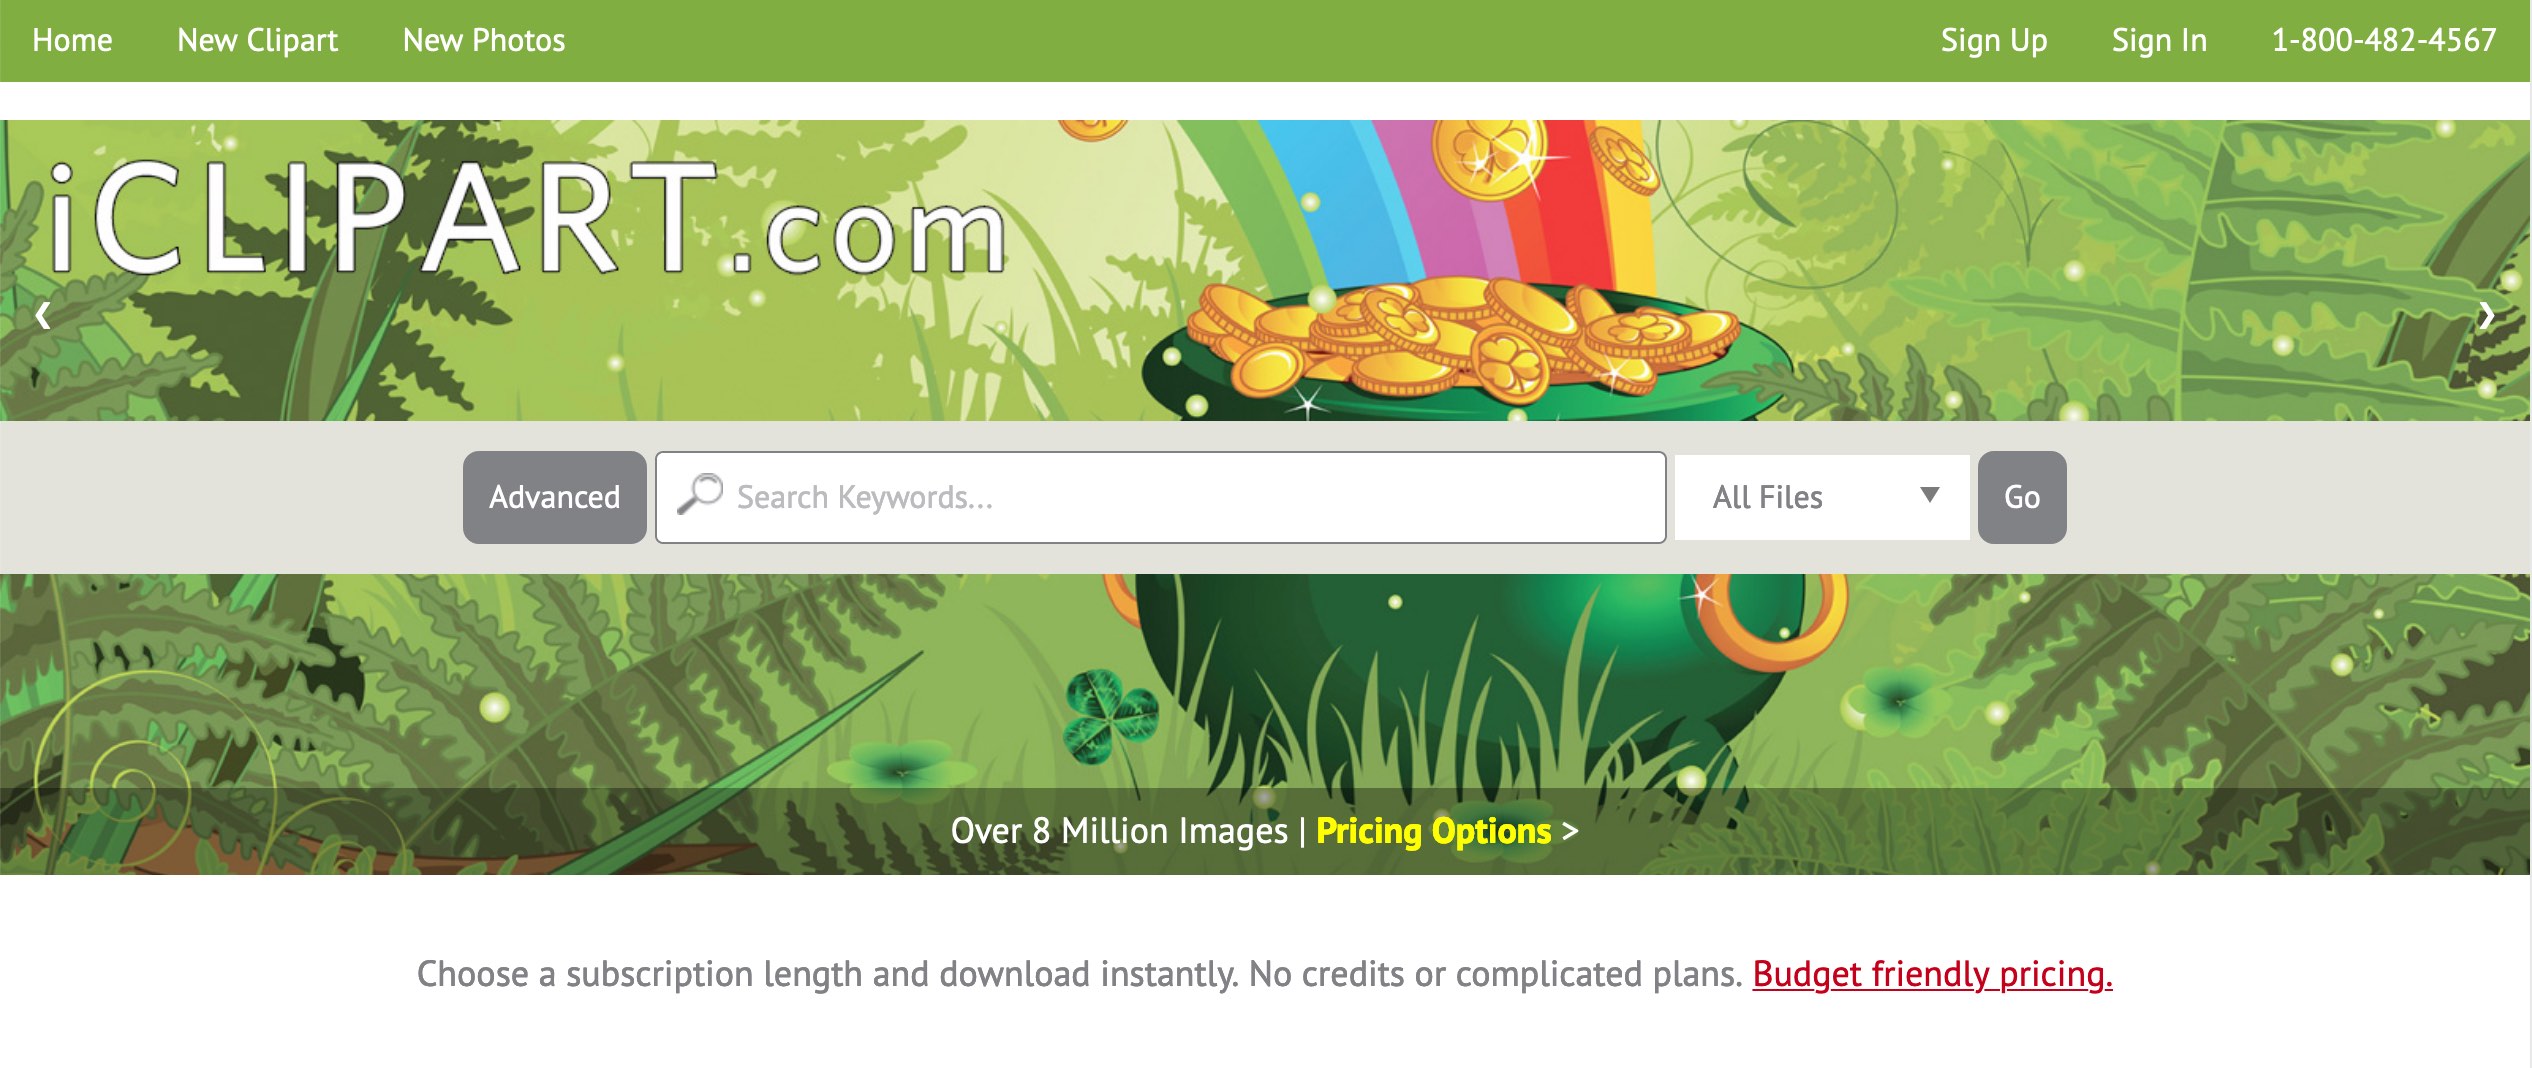 Home New Clipart New Photos Sign Up Sign In 1-800-482-4567
iCLIPART.com
Advanced Search Keywords... All Files Go
Over 8 Million Images | Pricing Options >
Choose a subscription length and download instantly. No credits or complicated plans. Budget friendly pricing.